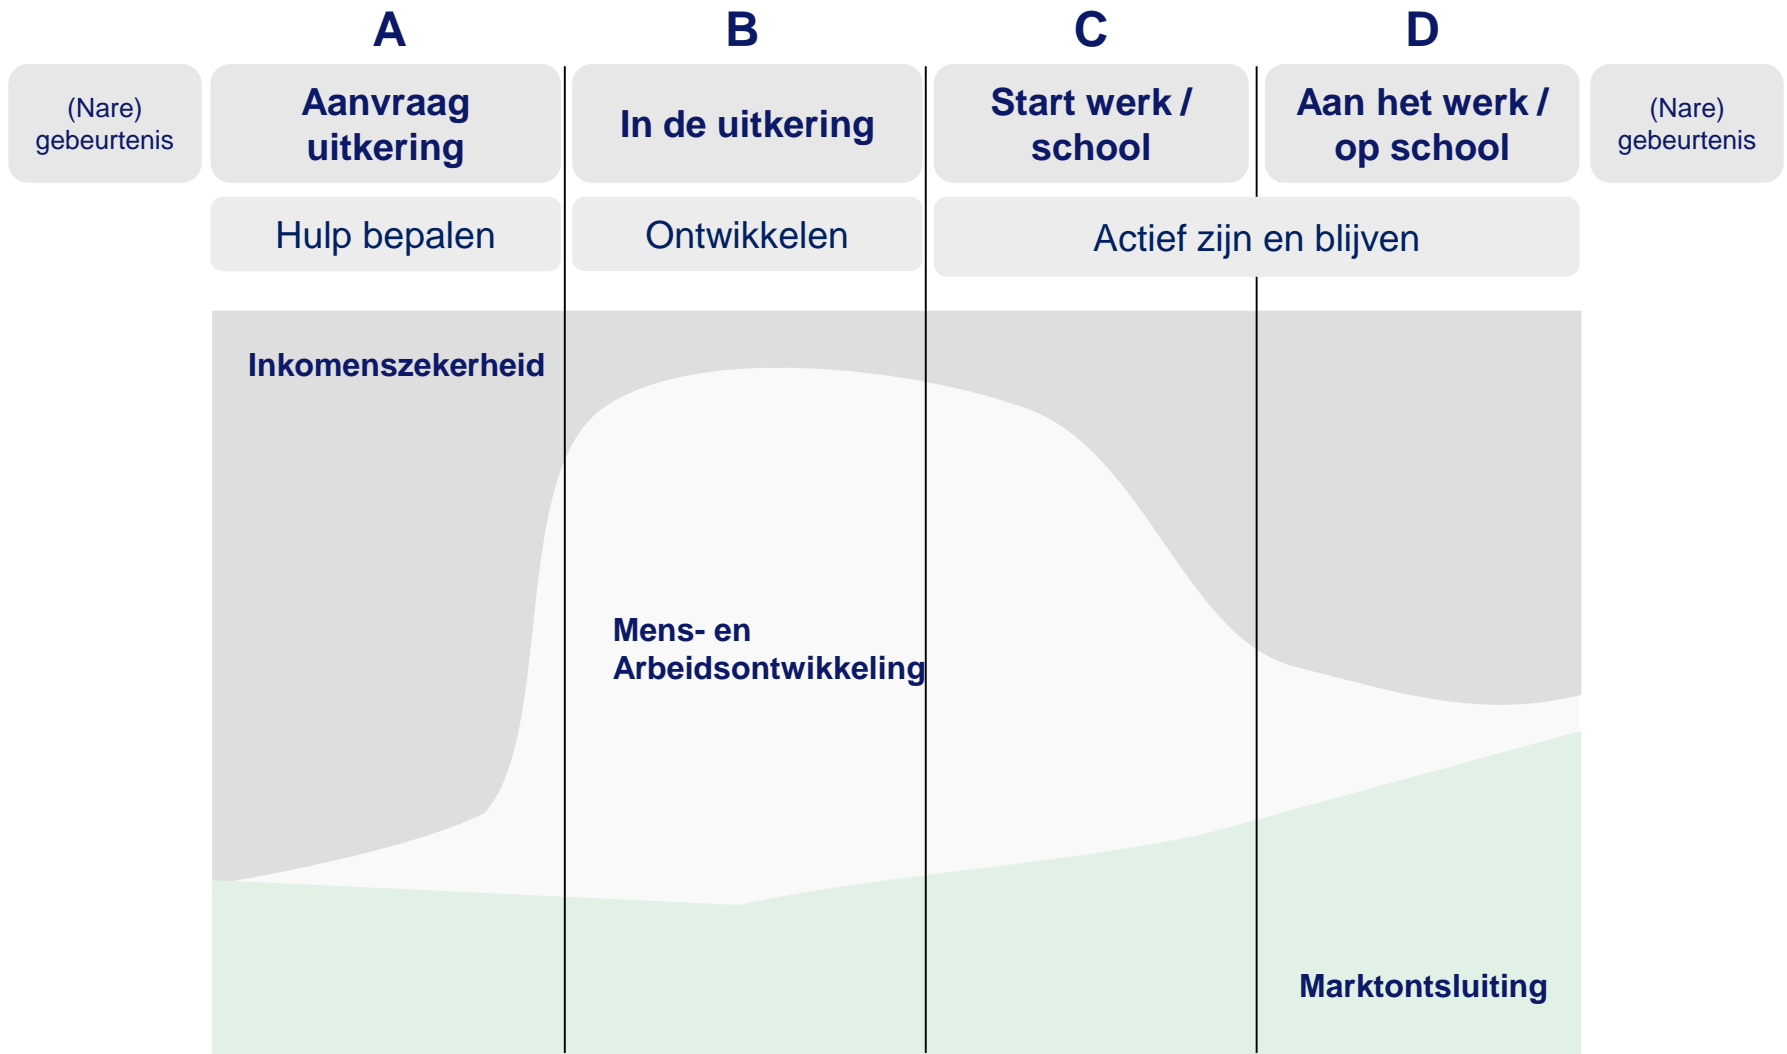 A
B
C
D
(Nare)
gebeurtenis
Aanvraag
uitkering
In de uitkering
Start werk /
school
Aan het werk /
op school
(Nare)
gebeurtenis
Hulp bepalen
Ontwikkelen
Actief zijn en blijven
Inkomenszekerheid
Mens- en
Arbeidsontwikkeling
Marktontsluiting